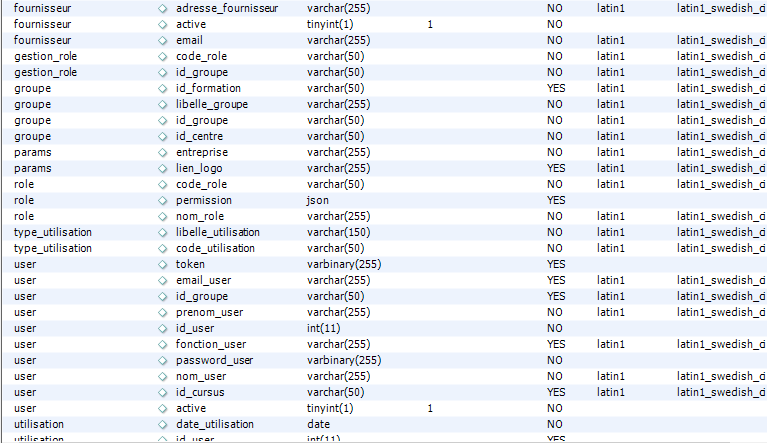 fournisseur adresse_fournisseur varchar(255) NO latin1 latin1_swedish_ci
fournisseur active tinyint(1) 1 NO
fournisseur email varchar(255) NO latin1 latin1_swedish_ci
gestion_role code_role varchar(50) NO latin1 latin1_swedish_ci
gestion_role id_groupe varchar(50) NO latin1 latin1_swedish_ci
groupe id_formation varchar(50) YES latin1 latin1_swedish_ci
groupe libelle_groupe varchar(255) NO latin1 latin1_swedish_ci
groupe id_groupe varchar(50) NO latin1 latin1_swedish_ci
groupe id_centre varchar(50) NO latin1 latin1_swedish_ci
params entreprise varchar(255) NO latin1 latin1_swedish_ci
params lien_logo varchar(255) YES latin1 latin1_swedish_ci
role code_role varchar(50) NO latin1 latin1_swedish_ci
role permission json YES
role nom_role varchar(255) NO latin1 latin1_swedish_ci
type_utilisation libelle_utilisation varchar(150) NO latin1 latin1_swedish_ci
type_utilisation code_utilisation varchar(50) NO latin1 latin1_swedish_ci
user token varbinary(255) YES
user email_user varchar(255) YES latin1 latin1_swedish_ci
user id_groupe varchar(50) YES latin1 latin1_swedish_ci
user prenom_user varchar(255) NO latin1 latin1_swedish_ci
user id_user int(11) NO
user fonction_user varchar(255) YES latin1 latin1_swedish_ci
user password_user varbinary(255) NO
user nom_user varchar(255) NO latin1 latin1_swedish_ci
user id_cursus varchar(50) YES latin1 latin1_swedish_ci
user active tinyint(1) 1 NO
utilisation date_utilisation date NO
utilisation id_user int(11) YES